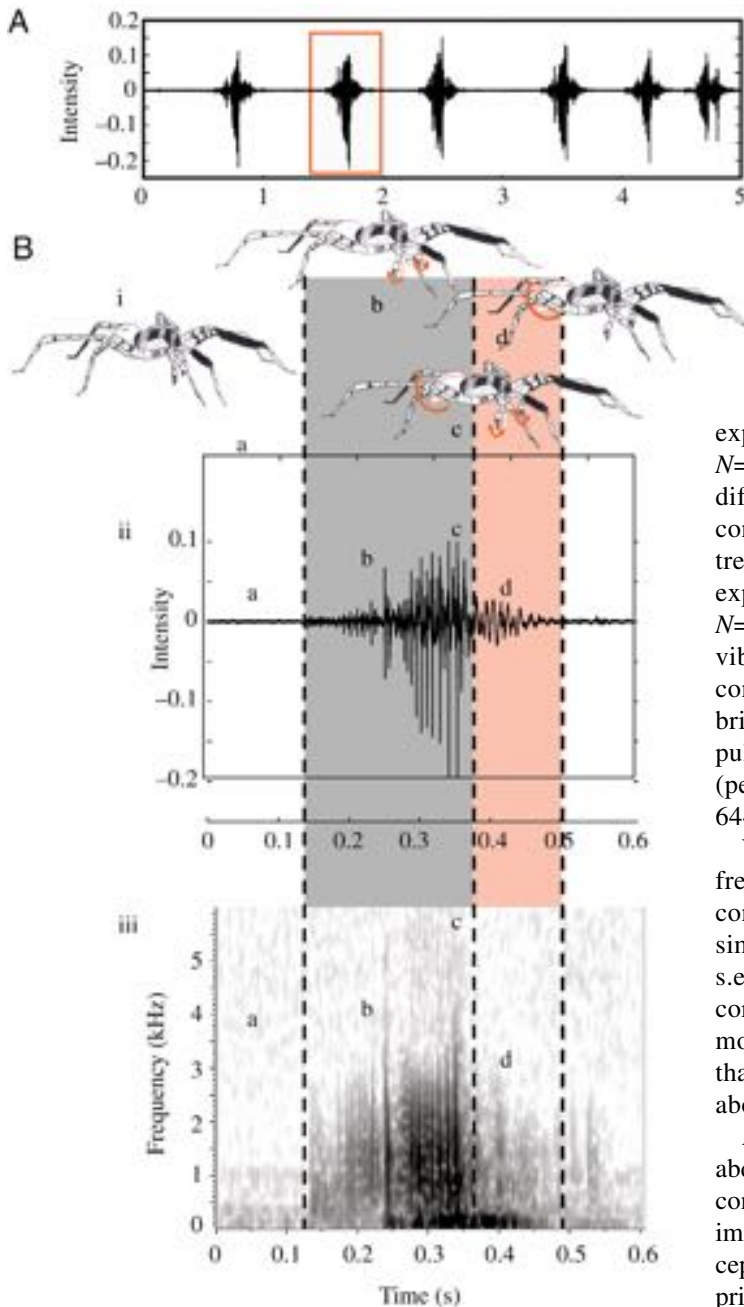 A
0.2
0.1
0
–0.1
–0.2
Intensity
0 1 2 3 4 5
B
i
b
d
c
a
ii
0.1
0
–0.1
–0.2
Intensity
a
b
c
d
0 0.1 0.2 0.3 0.4 0.5 0.6
iii
5
4
3
2
1
0
Frequency (kHz)
a
b
c
d
0 0.1 0.2 0.3 0.4 0.5 0.6
Time (s)
exp
N=
dif
con
tre
exp
N=
vib
con
bri
pu
(pe
64
fre
con
sin
s.e
con
mo
tha
abo
abo
con
im
cep
pri